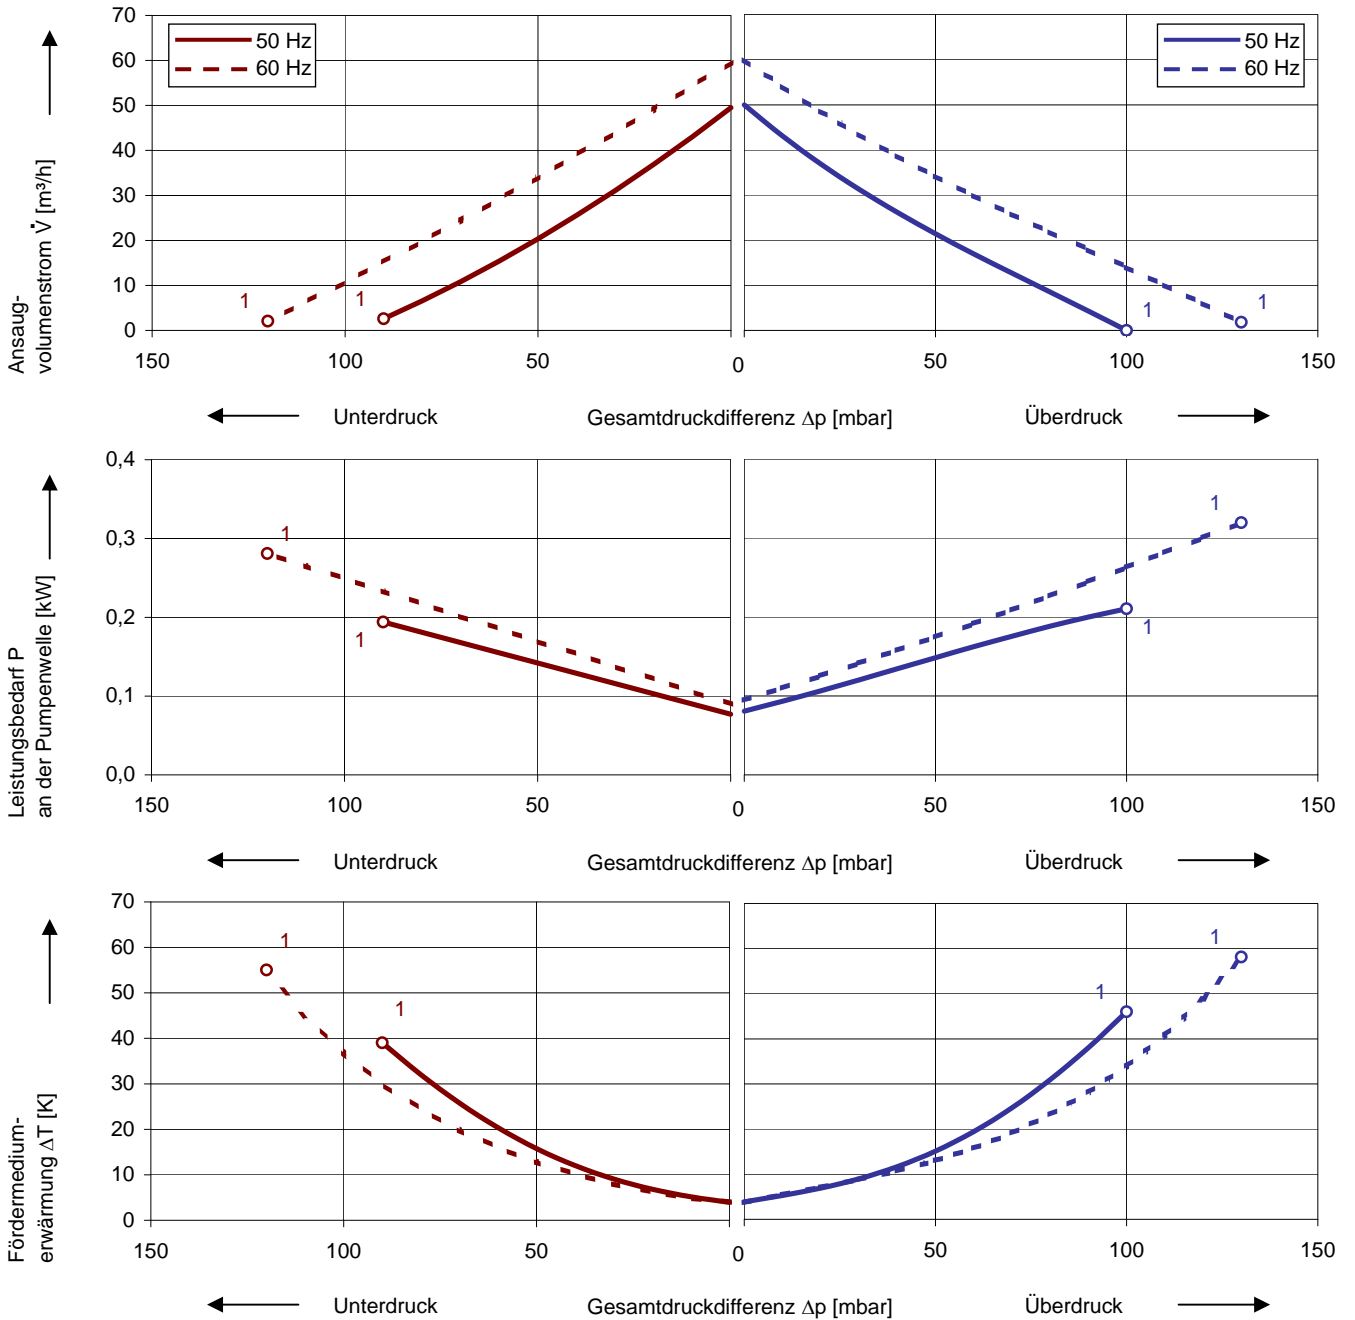 70
60
50
40
30
20
10
0
50 Hz
60 Hz
50 Hz
60 Hz
1
1
1
1
Ansaug-
volumenstrom V̇ [m³/h]
150 100 50 0 50 100 150
Unterdruck Gesamtdruckdifferenz Δp [mbar] Überdruck
0,4
0,3
0,2
0,1
0,0
1
1
1
1
Leistungsbedarf P
an der Pumpenwelle [kW]
150 100 50 0 50 100 150
Unterdruck Gesamtdruckdifferenz Δp [mbar] Überdruck
70
60
50
40
30
20
10
0
1
1
1
1
Fördermedium-
erwärmung ΔT [K]
150 100 50 0 50 100 150
Unterdruck Gesamtdruckdifferenz Δp [mbar] Überdruck